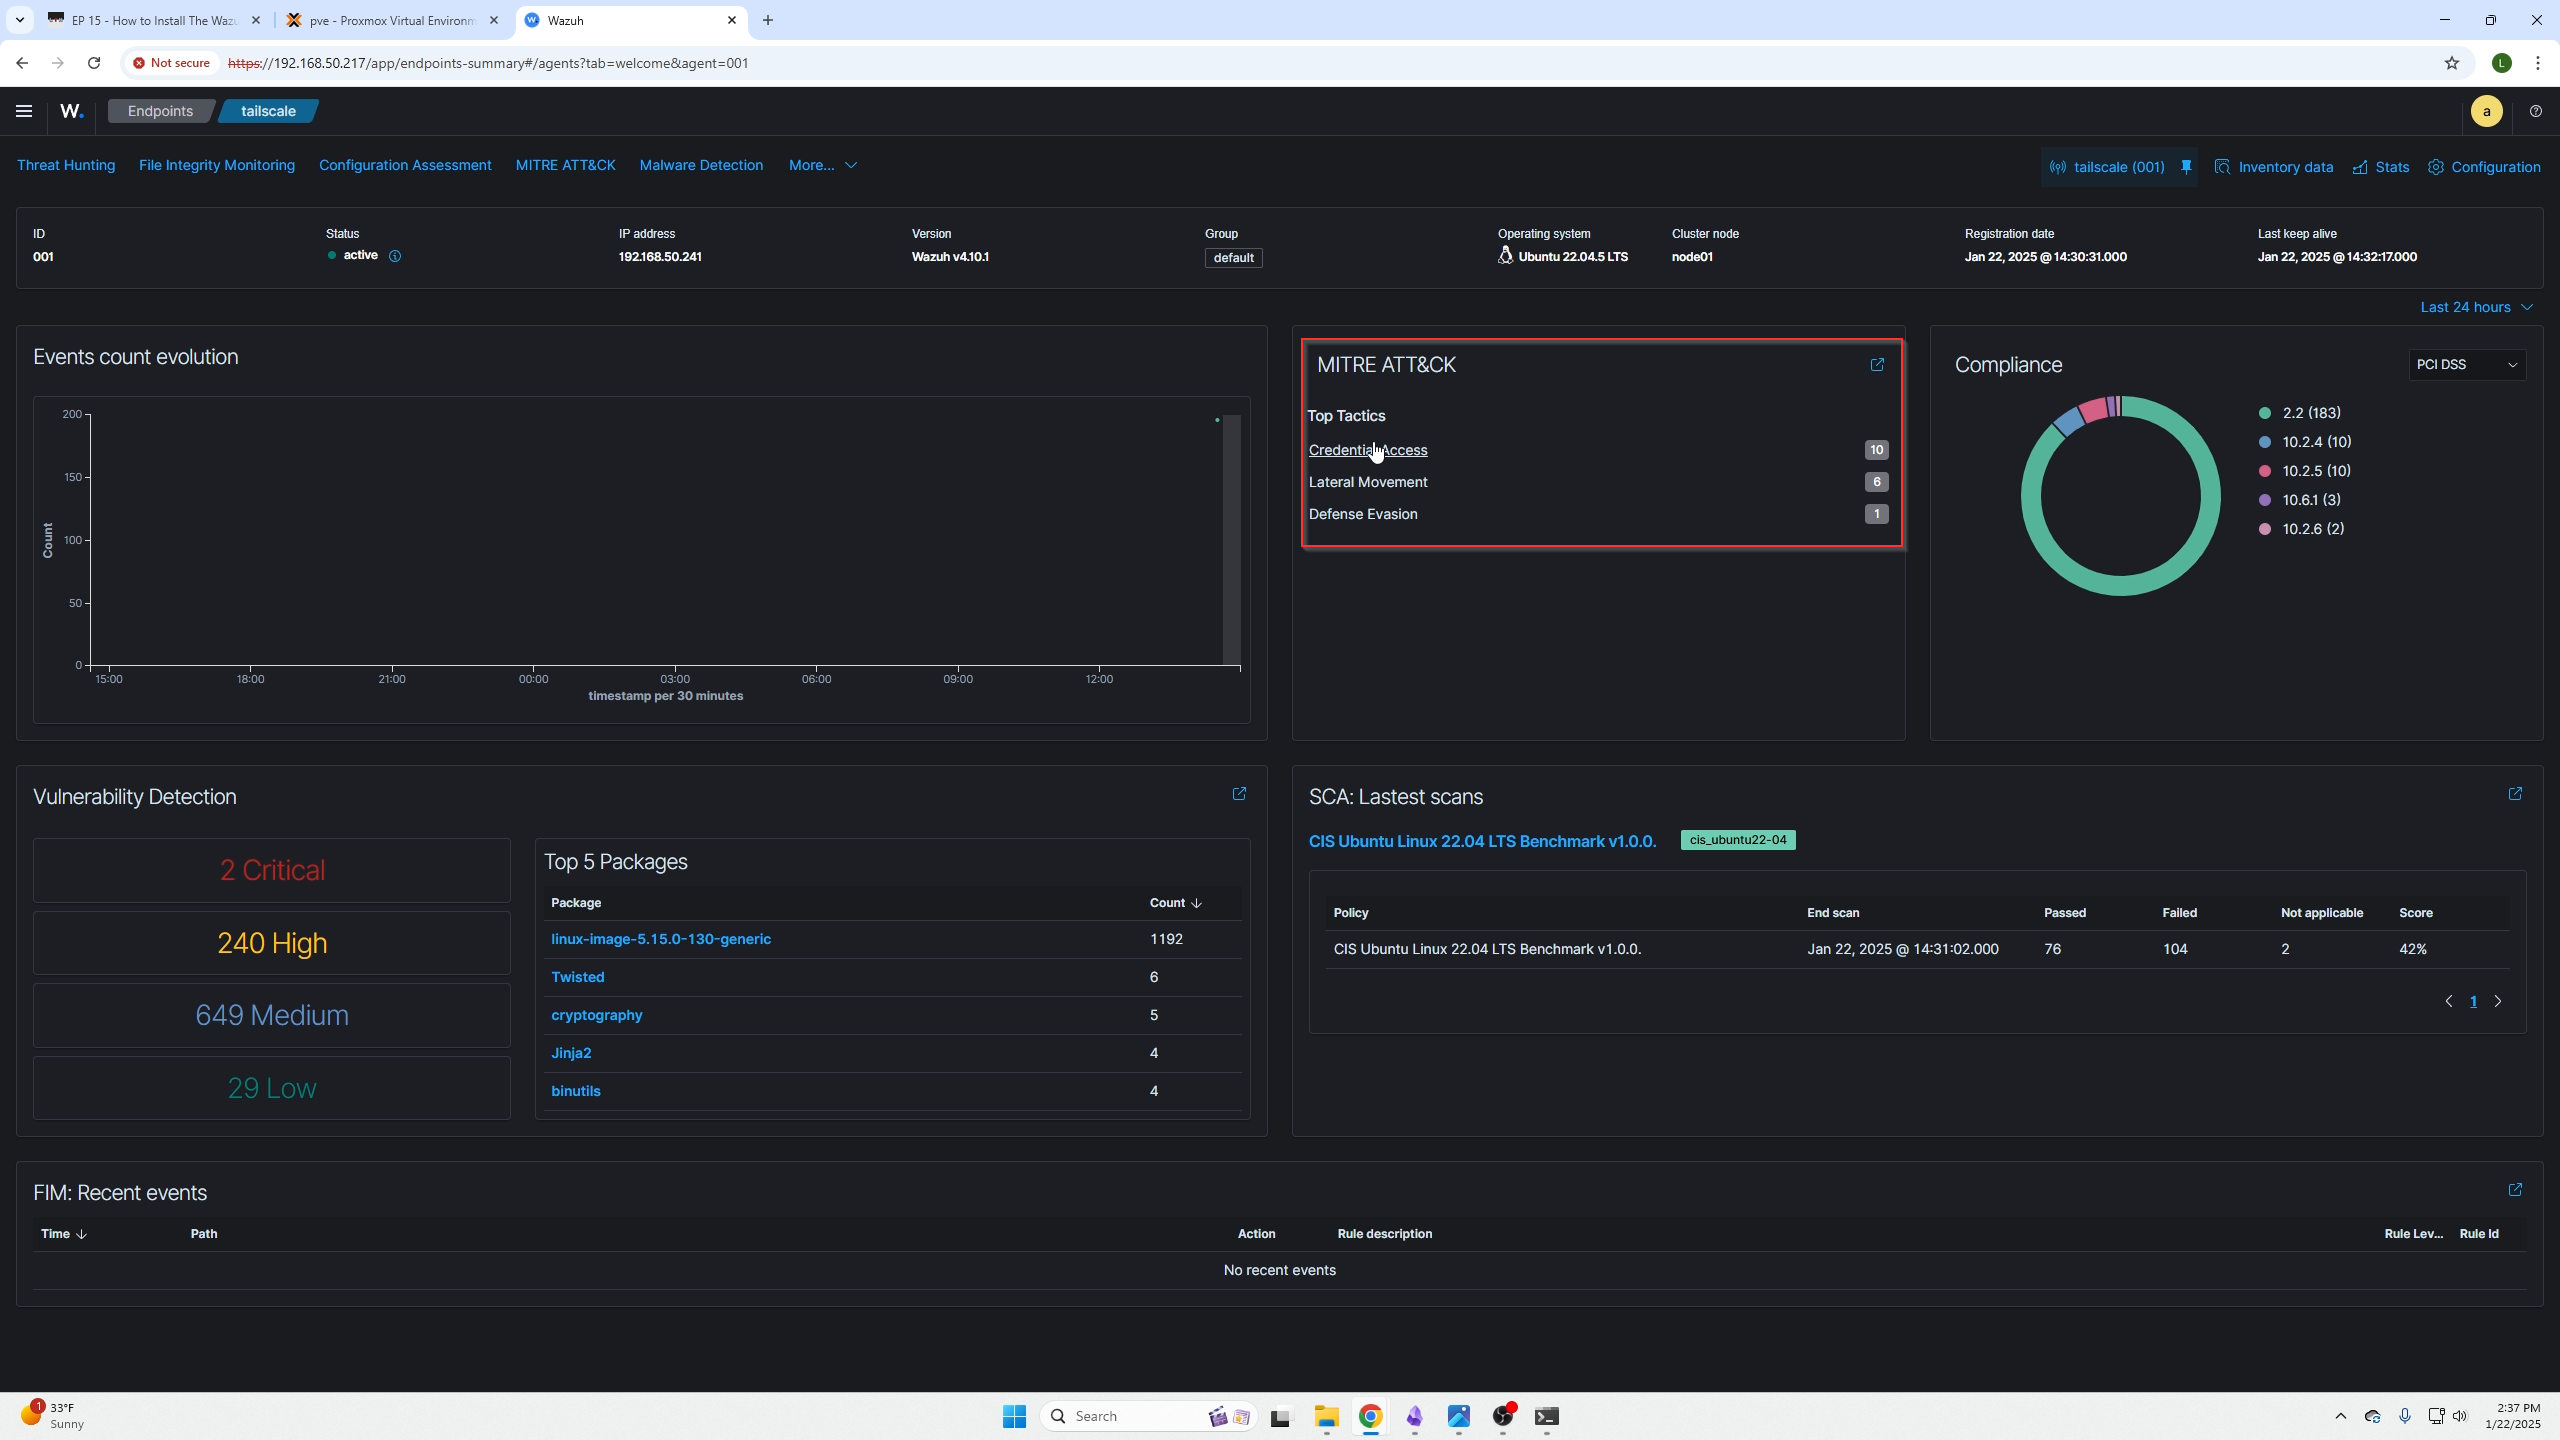 EP 15 - How to Install The Wazu
pve - Proxmox Virtual Environm
Wazuh
Not secure
https://192.168.50.217/app/endpoints-summary#/agents?tab=welcome&agent=001
L
W.
Endpoints
tailscale
a
Threat Hunting
File Integrity Monitoring
Configuration Assessment
MITRE ATT&CK
Malware Detection
More...
tailscale (001)
Inventory data
Stats
Configuration
ID
Status
IP address
Version
Group
Operating system
Cluster node
Registration date
Last keep alive
001
active
192.168.50.241
Wazuh v4.10.1
default
Ubuntu 22.04.5 LTS
node01
Jan 22, 2025 @ 14:30:31.000
Jan 22, 2025 @ 14:32:17.000
Last 24 hours
Events count evolution
200
150
100
50
0
Count
15:00
18:00
21:00
00:00
03:00
06:00
09:00
12:00
timestamp per 30 minutes
MITRE ATT&CK
Top Tactics
Credential Access
10
Lateral Movement
6
Defense Evasion
1
Compliance
PCI DSS
2.2 (183)
10.2.4 (10)
10.2.5 (10)
10.6.1 (3)
10.2.6 (2)
Vulnerability Detection
2 Critical
240 High
649 Medium
29 Low
Top 5 Packages
Package
Count
linux-image-5.15.0-130-generic
1192
Twisted
6
cryptography
5
Jinja2
4
binutils
4
SCA: Lastest scans
CIS Ubuntu Linux 22.04 LTS Benchmark v1.0.0.
cis_ubuntu22-04
Policy
End scan
Passed
Failed
Not applicable
Score
CIS Ubuntu Linux 22.04 LTS Benchmark v1.0.0.
Jan 22, 2025 @ 14:31:02.000
76
104
2
42%
1
FIM: Recent events
Time
Path
Action
Rule description
Rule Lev...
Rule Id
No recent events
1
33°F
Sunny
Search
2:37 PM
1/22/2025